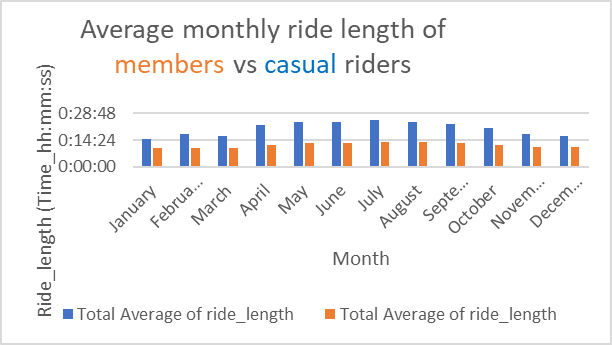 Average monthly ride length of
members vs casual riders
Ride_length (Time_hh:mm:ss)
0:28:48
0:14:24
0:00:00
January
Februa...
March
April
May
June
July
August
Septe...
October
Novem...
Decem...
Month
Total Average of ride_length
Total Average of ride_length